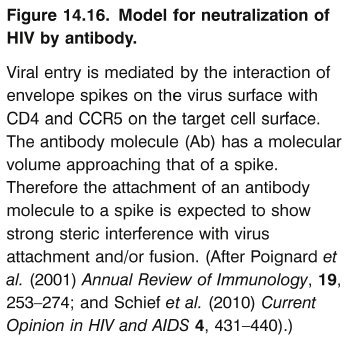 Figure 14.16. Model for neutralization of
HIV by antibody.
Viral entry is mediated by the interaction of
envelope spikes on the virus surface with
CD4 and CCR5 on the target cell surface.
The antibody molecule (Ab) has a molecular
volume approaching that of a spike.
Therefore the attachment of an antibody
molecule to a spike is expected to show
strong steric interference with virus
attachment and/or fusion. (After Poignard et
al. (2001) Annual Review of Immunology, 19,
253–274; and Schief et al. (2010) Current
Opinion in HIV and AIDS 4, 431–440).)